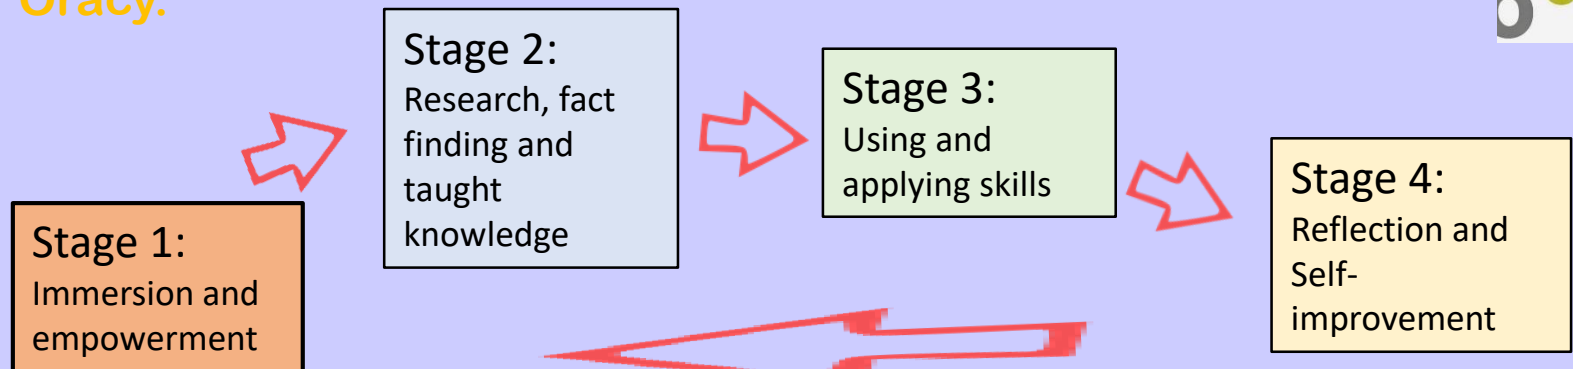 Oracy.
Stage 1:
Immersion and
empowerment
Stage 2:
Research, fact
finding and
taught
knowledge
Stage 3:
Using and
applying skills
Stage 4:
Reflection and
Self-
improvement